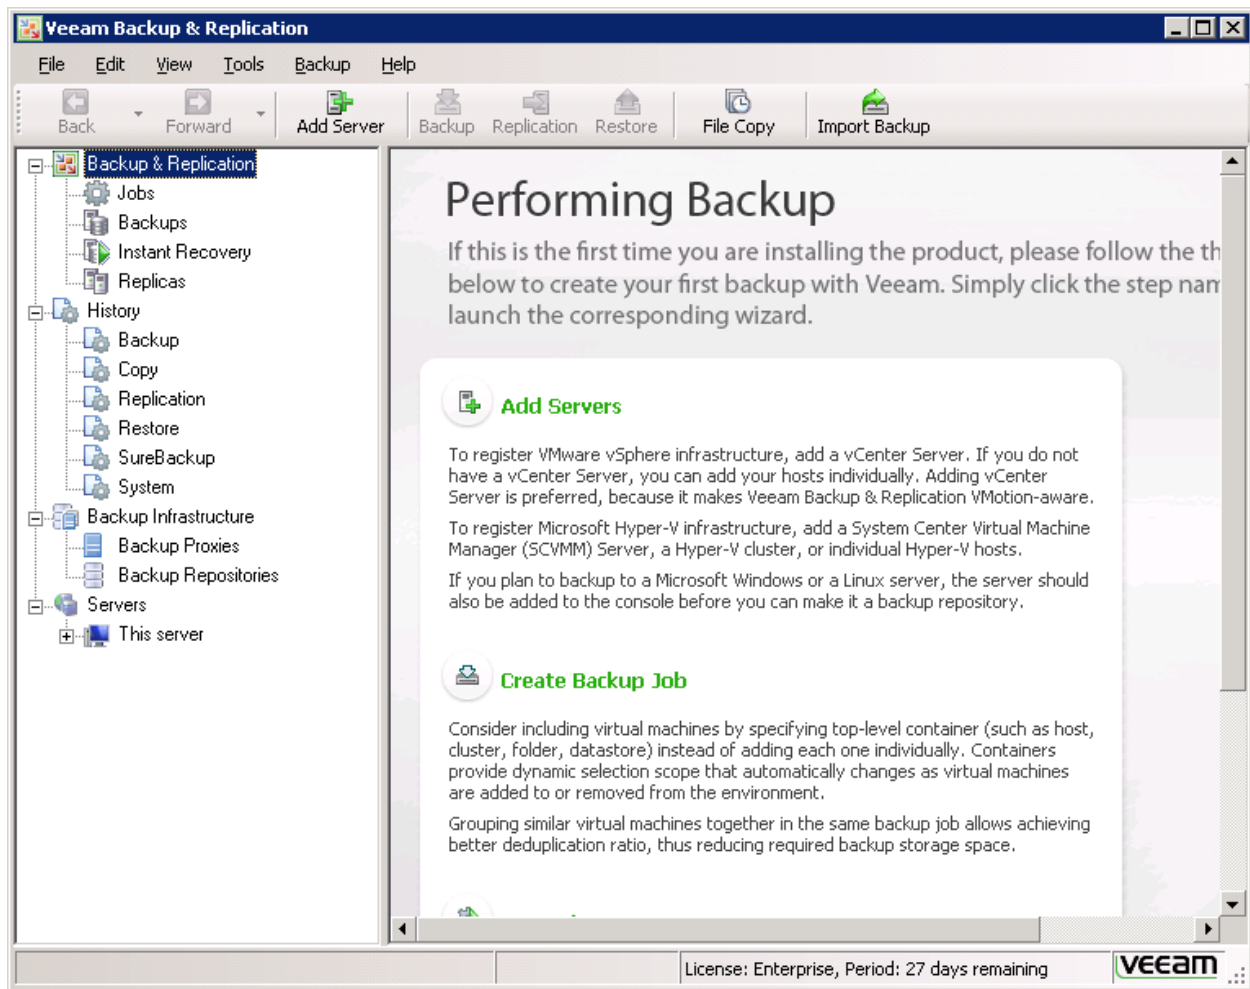 Veeam Backup & Replication
File Edit View Tools Backup Help
Back Forward Add Server Backup Replication Restore File Copy Import Backup
Backup & Replication
Jobs
Backups
Instant Recovery
Replicas
History
Backup
Copy
Replication
Restore
SureBackup
System
Backup Infrastructure
Backup Proxies
Backup Repositories
Servers
This server
Performing Backup
If this is the first time you are installing the product, please follow the th
below to create your first backup with Veeam. Simply click the step nam
launch the corresponding wizard.
Add Servers
To register VMware vSphere infrastructure, add a vCenter Server. If you do not
have a vCenter Server, you can add your hosts individually. Adding vCenter
Server is preferred, because it makes Veeam Backup & Replication VMotion-aware.
To register Microsoft Hyper-V infrastructure, add a System Center Virtual Machine
Manager (SCVMM) Server, a Hyper-V cluster, or individual Hyper-V hosts.
If you plan to backup to a Microsoft Windows or a Linux server, the server should
also be added to the console before you can make it a backup repository.
Create Backup Job
Consider including virtual machines by specifying top-level container (such as host,
cluster, folder, datastore) instead of adding each one individually. Containers
provide dynamic selection scope that automatically changes as virtual machines
are added to or removed from the environment.
Grouping similar virtual machines together in the same backup job allows achieving
better deduplication ratio, thus reducing required backup storage space.
License: Enterprise, Period: 27 days remaining
veeam